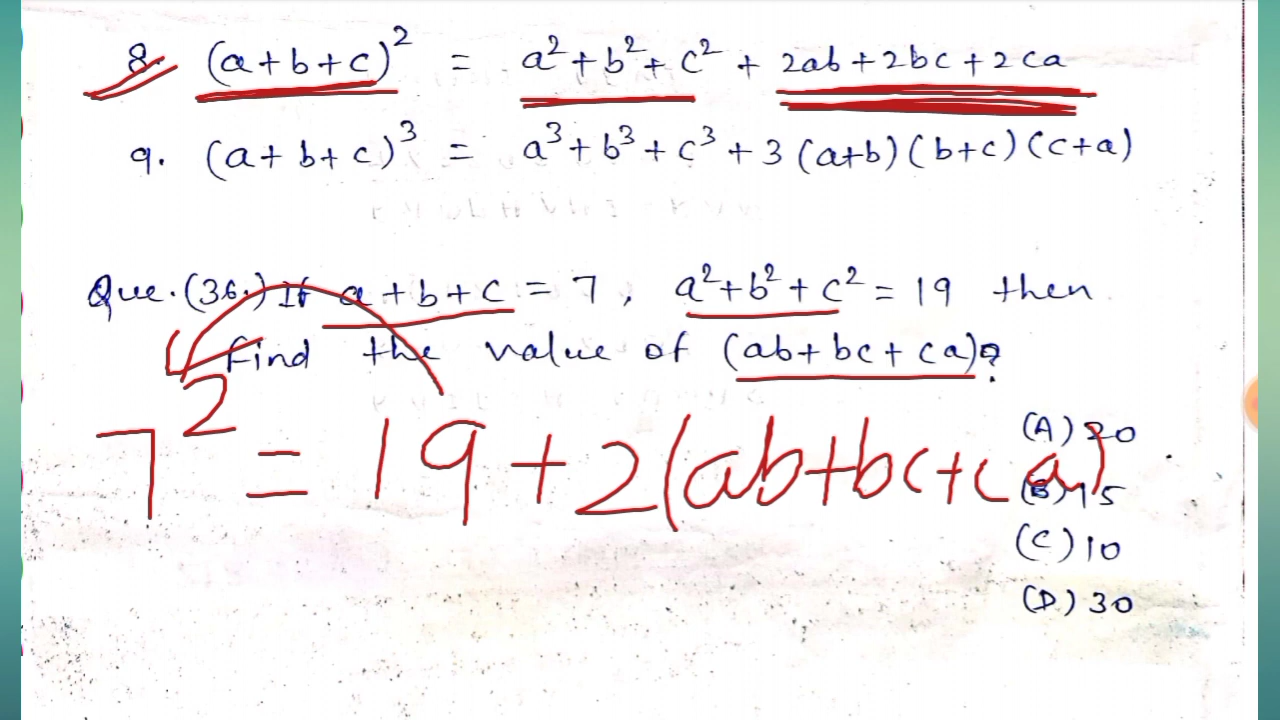 8. (a+b+c)² = a²+b²+c² + 2ab+2bc+2ca
9. (a+b+c)³ = a³+b³+c³+3(a+b)(b+c)(c+a)
Que.(36.) If a+b+c = 7, a²+b²+c² = 19 then
find the value of (ab+bc+ca)?
7² = 19+2(ab+bc+ca)
(A) 20
(B) 15
(C) 10
(D) 30